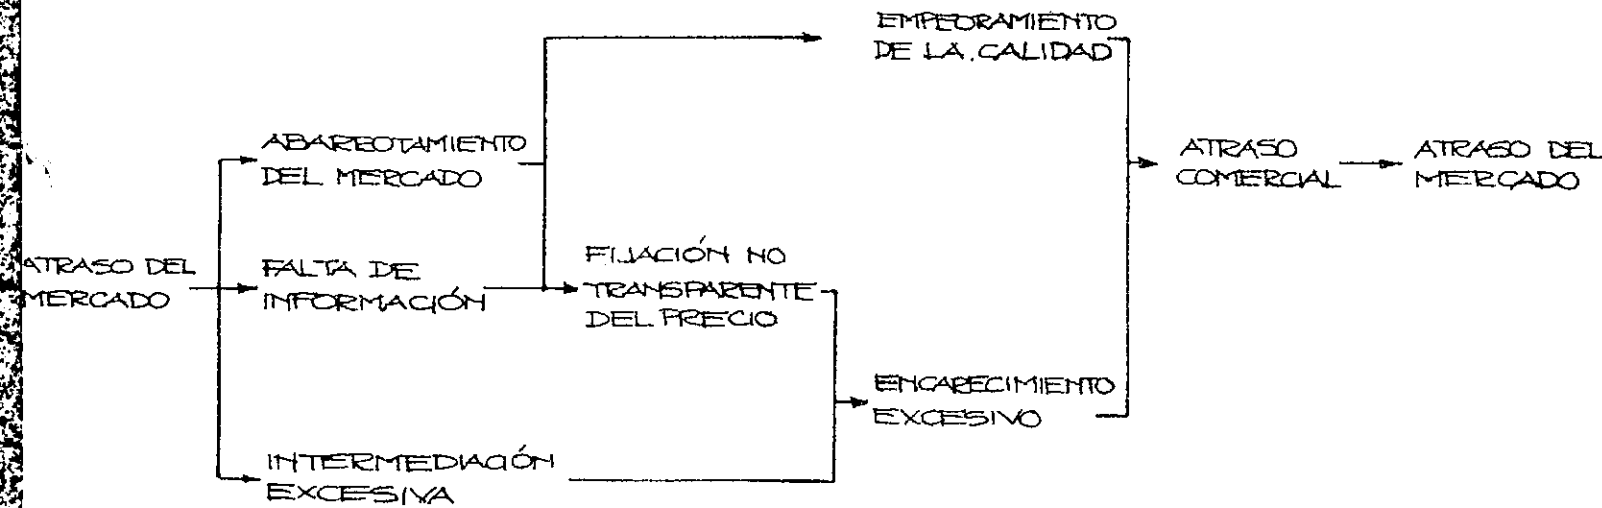 EMPEORAMIENTO
DE LA CALIDAD
ABARROTAMIENTO
DEL MERCADO
ATRASO
COMERCIAL
ATRASO DEL
MERCADO
ATRASO DEL
MERCADO
FALTA DE
INFORMACIÓN
FIJACIÓN NO
TRANSPARENTE
DEL PRECIO
ENCARECIMIENTO
EXCESIVO
INTERMEDIACIÓN
EXCESIVA